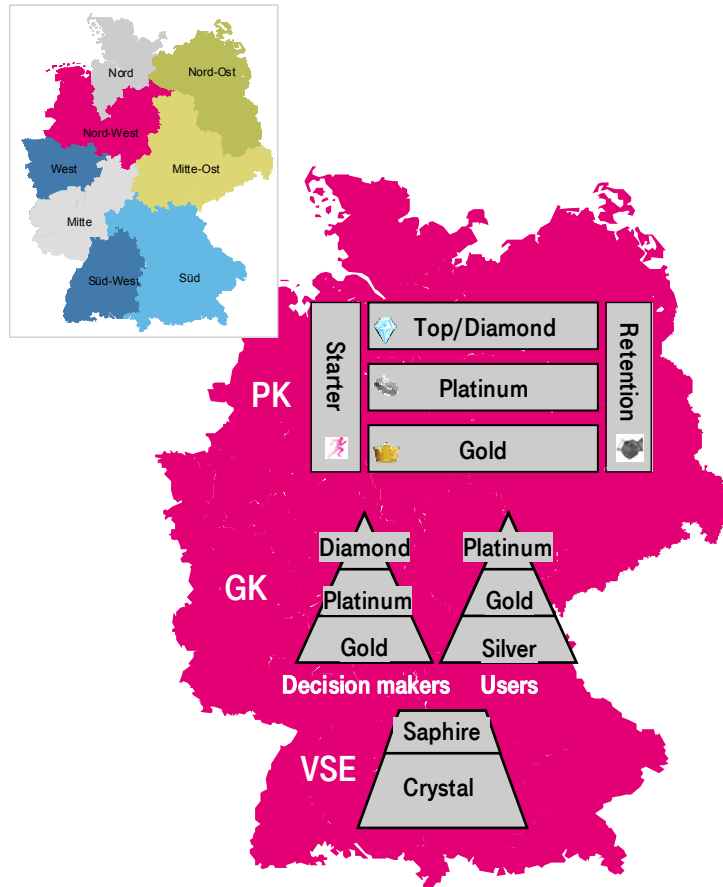 Nord
Nord-Ost
Nord-West
West
Mitte-Ost
Mitte
Süd-West
Süd
PK
Starter
Top/Diamond
Platinum
Gold
Retention
GK
Diamond
Platinum
Gold
Decision makers
Platinum
Gold
Silver
Users
VSE
Saphire
Crystal